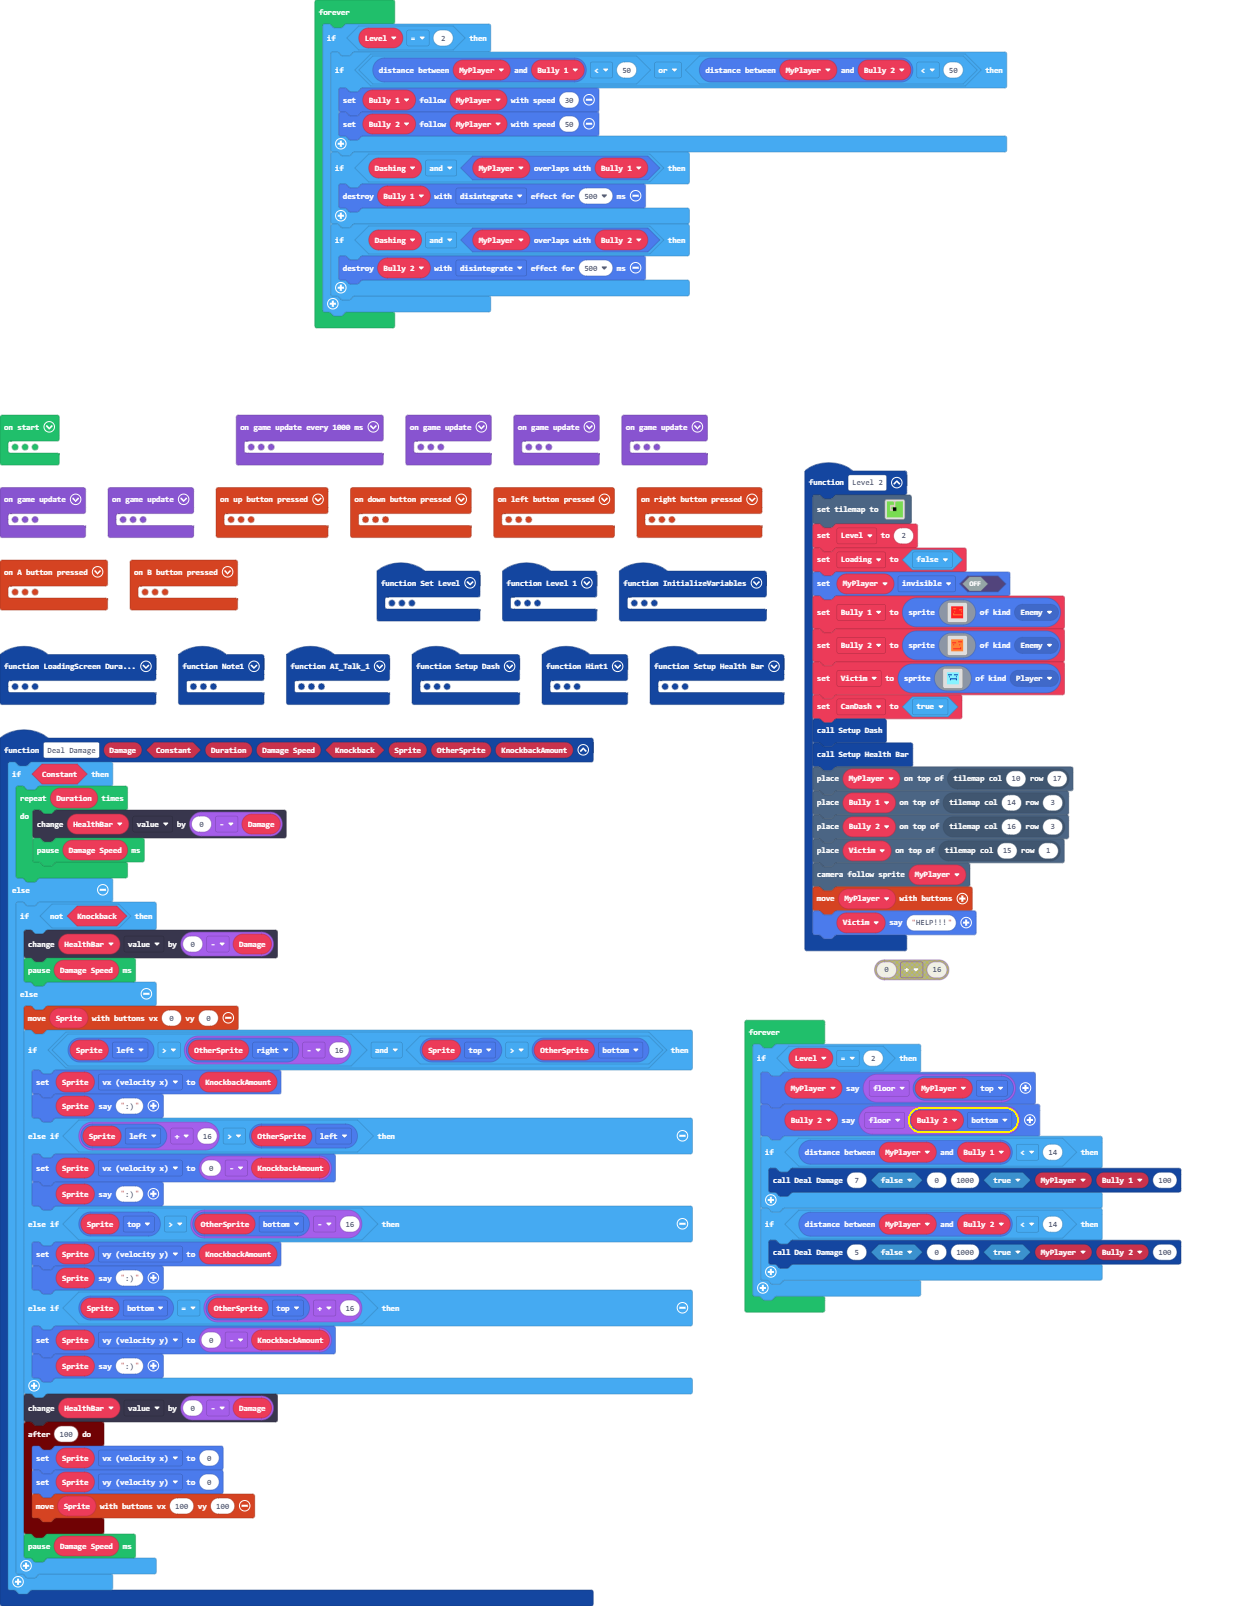 forever
if Level = 2 then
if distance between MyPlayer and Bully 1 < 50 or distance between MyPlayer and Bully 2 < 50 then
set Bully 1 follow MyPlayer with speed 30
set Bully 2 follow MyPlayer with speed 50
if Dashing and MyPlayer overlaps with Bully 1 then
destroy Bully 1 with disintegrate effect for 500 ms
if Dashing and MyPlayer overlaps with Bully 2 then
destroy Bully 2 with disintegrate effect for 500 ms
on start
on game update every 1000 ms
on game update
on game update
on game update
on game update
on game update
on up button pressed
on down button pressed
on left button pressed
on right button pressed
on A button pressed
on B button pressed
function Set Level
function Level 1
function InitializeVariables
function LoadingScreen Dura...
function Note1
function AI_Talk_1
function Setup Dash
function Hint1
function Setup Health Bar
function Level 2
set tilemap to
set Level to 2
set Loading to false
set MyPlayer invisible OFF
set Bully 1 to sprite of kind Enemy
set Bully 2 to sprite of kind Enemy
set Victim to sprite of kind Player
set CanDash to true
call Setup Dash
call Setup Health Bar
place MyPlayer on top of tilemap col 10 row 17
place Bully 1 on top of tilemap col 14 row 3
place Bully 2 on top of tilemap col 16 row 3
place Victim on top of tilemap col 15 row 1
camera follow sprite MyPlayer
move MyPlayer with buttons
Victim say "HELP!!!"
0 + 16
function Deal Damage Damage Constant Duration Damage Speed Knockback Sprite OtherSprite KnockbackAmount
if Constant then
repeat Duration times
do
change HealthBar value by 0 - Damage
pause Damage Speed ms
else
if not Knockback then
change HealthBar value by 0 - Damage
pause Damage Speed ms
else
move Sprite with buttons vx 0 vy 0
if Sprite left > OtherSprite right - 16 and Sprite top > OtherSprite bottom then
set Sprite vx (velocity x) to KnockbackAmount
Sprite say ":)"
else if Sprite left + 16 > OtherSprite left then
set Sprite vx (velocity x) to 0 - KnockbackAmount
Sprite say ":)"
else if Sprite top > OtherSprite bottom - 16 then
set Sprite vy (velocity y) to KnockbackAmount
Sprite say ":)"
else if Sprite bottom = OtherSprite top + 16 then
set Sprite vy (velocity y) to 0 - KnockbackAmount
Sprite say ":)"
change HealthBar value by 0 - Damage
after 100 do
set Sprite vx (velocity x) to 0
set Sprite vy (velocity y) to 0
move Sprite with buttons vx 100 vy 100
pause Damage Speed ms
forever
if Level = 2 then
MyPlayer say floor MyPlayer top
Bully 2 say floor Bully 2 bottom
if distance between MyPlayer and Bully 1 < 14 then
call Deal Damage 7 false 0 1000 true MyPlayer Bully 1 100
if distance between MyPlayer and Bully 2 < 14 then
call Deal Damage 5 false 0 1000 true MyPlayer Bully 2 100